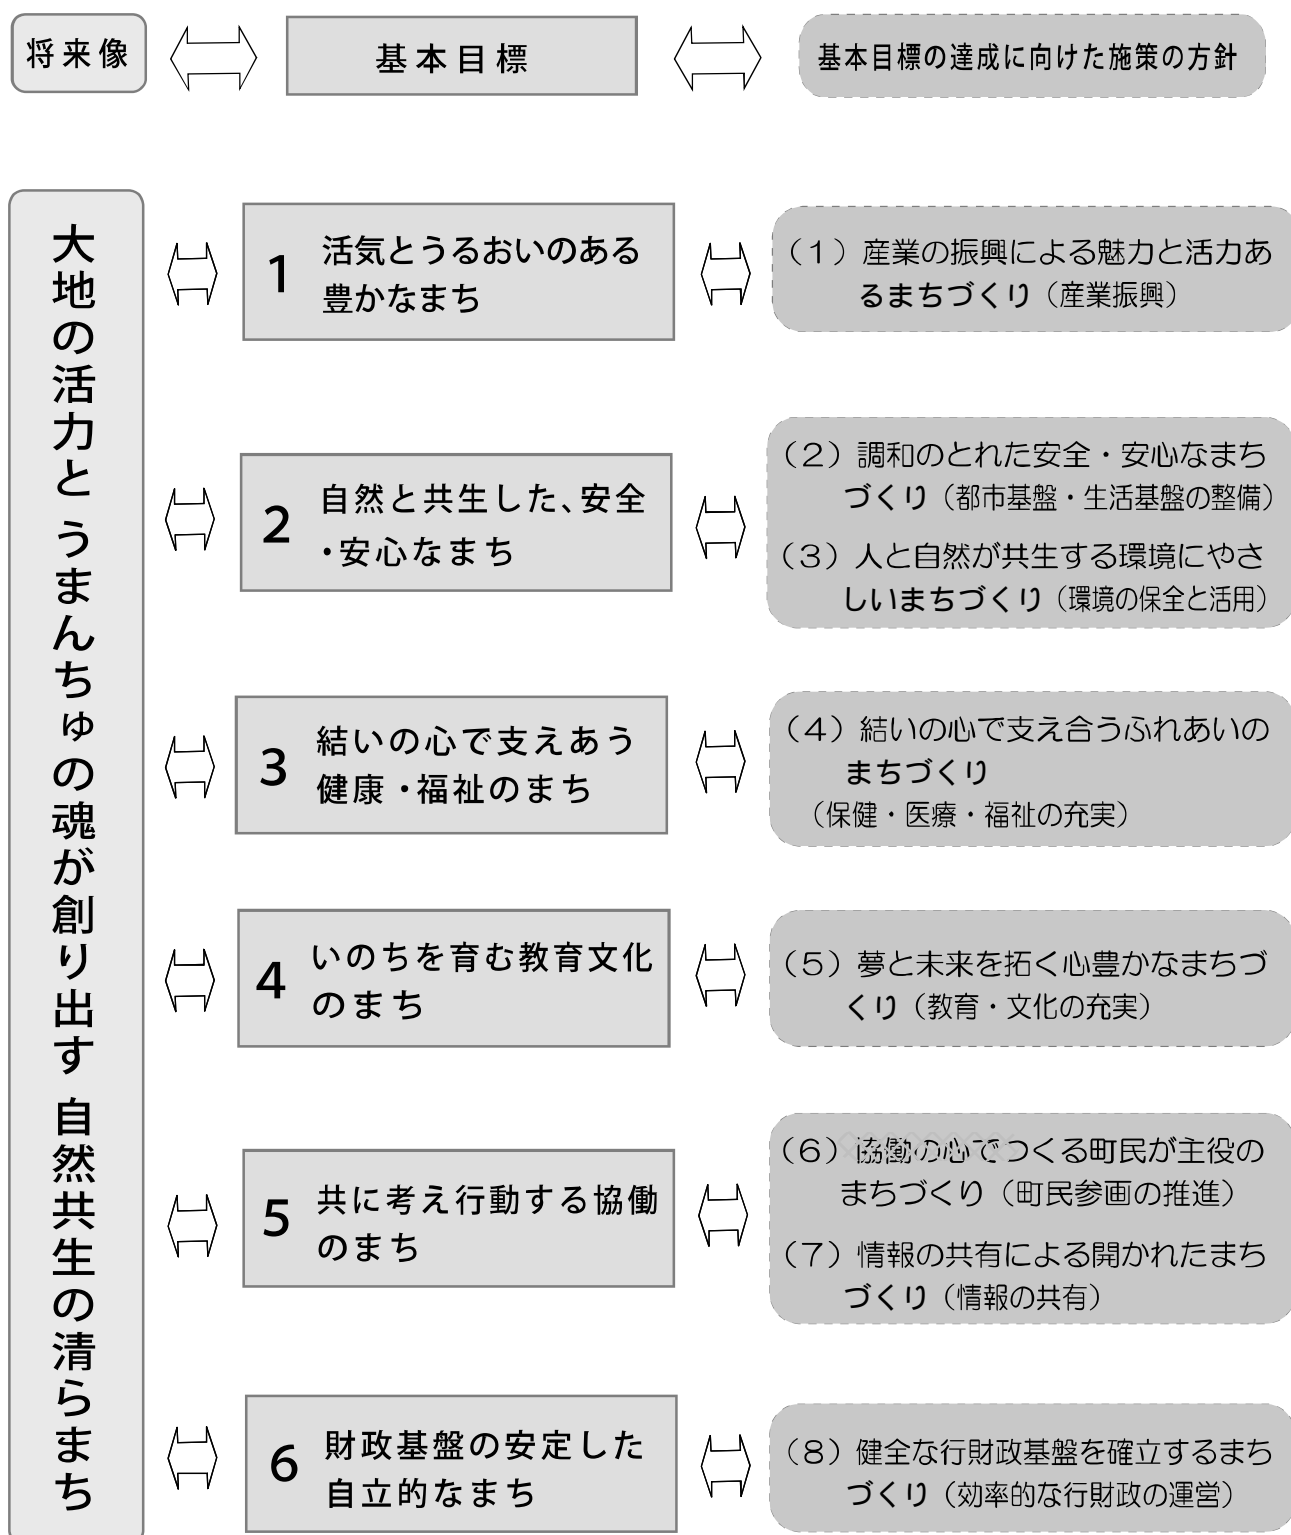 将来像
基本目標
基本目標の達成に向けた施策の方針
大地の活力と うまんちゅの魂が創り出す 自然共生の清らまち
1 活気とうるおいのある
豊かなまち
（１）産業の振興による魅力と活力あ
るまちづくり（産業振興）
2 自然と共生した、安全
・安心なまち
（２）調和のとれた安全・安心なまち
づくり（都市基盤・生活基盤の整備）
（３）人と自然が共生する環境にやさ
しいまちづくり（環境の保全と活用）
3 結いの心で支えあう
健康・福祉のまち
（４）結いの心で支え合うふれあいの
まちづくり
（保健・医療・福祉の充実）
4 いのちを育む教育文化
のまち
（５）夢と未来を拓く心豊かなまちづ
くり（教育・文化の充実）
5 共に考え行動する協働
のまち
（６）協働の心でつくる町民が主役の
まちづくり（町民参画の推進）
（７）情報の共有による開かれたまち
づくり（情報の共有）
6 財政基盤の安定した
自立的なまち
（８）健全な行財政基盤を確立するまち
づくり（効率的な行財政の運営）